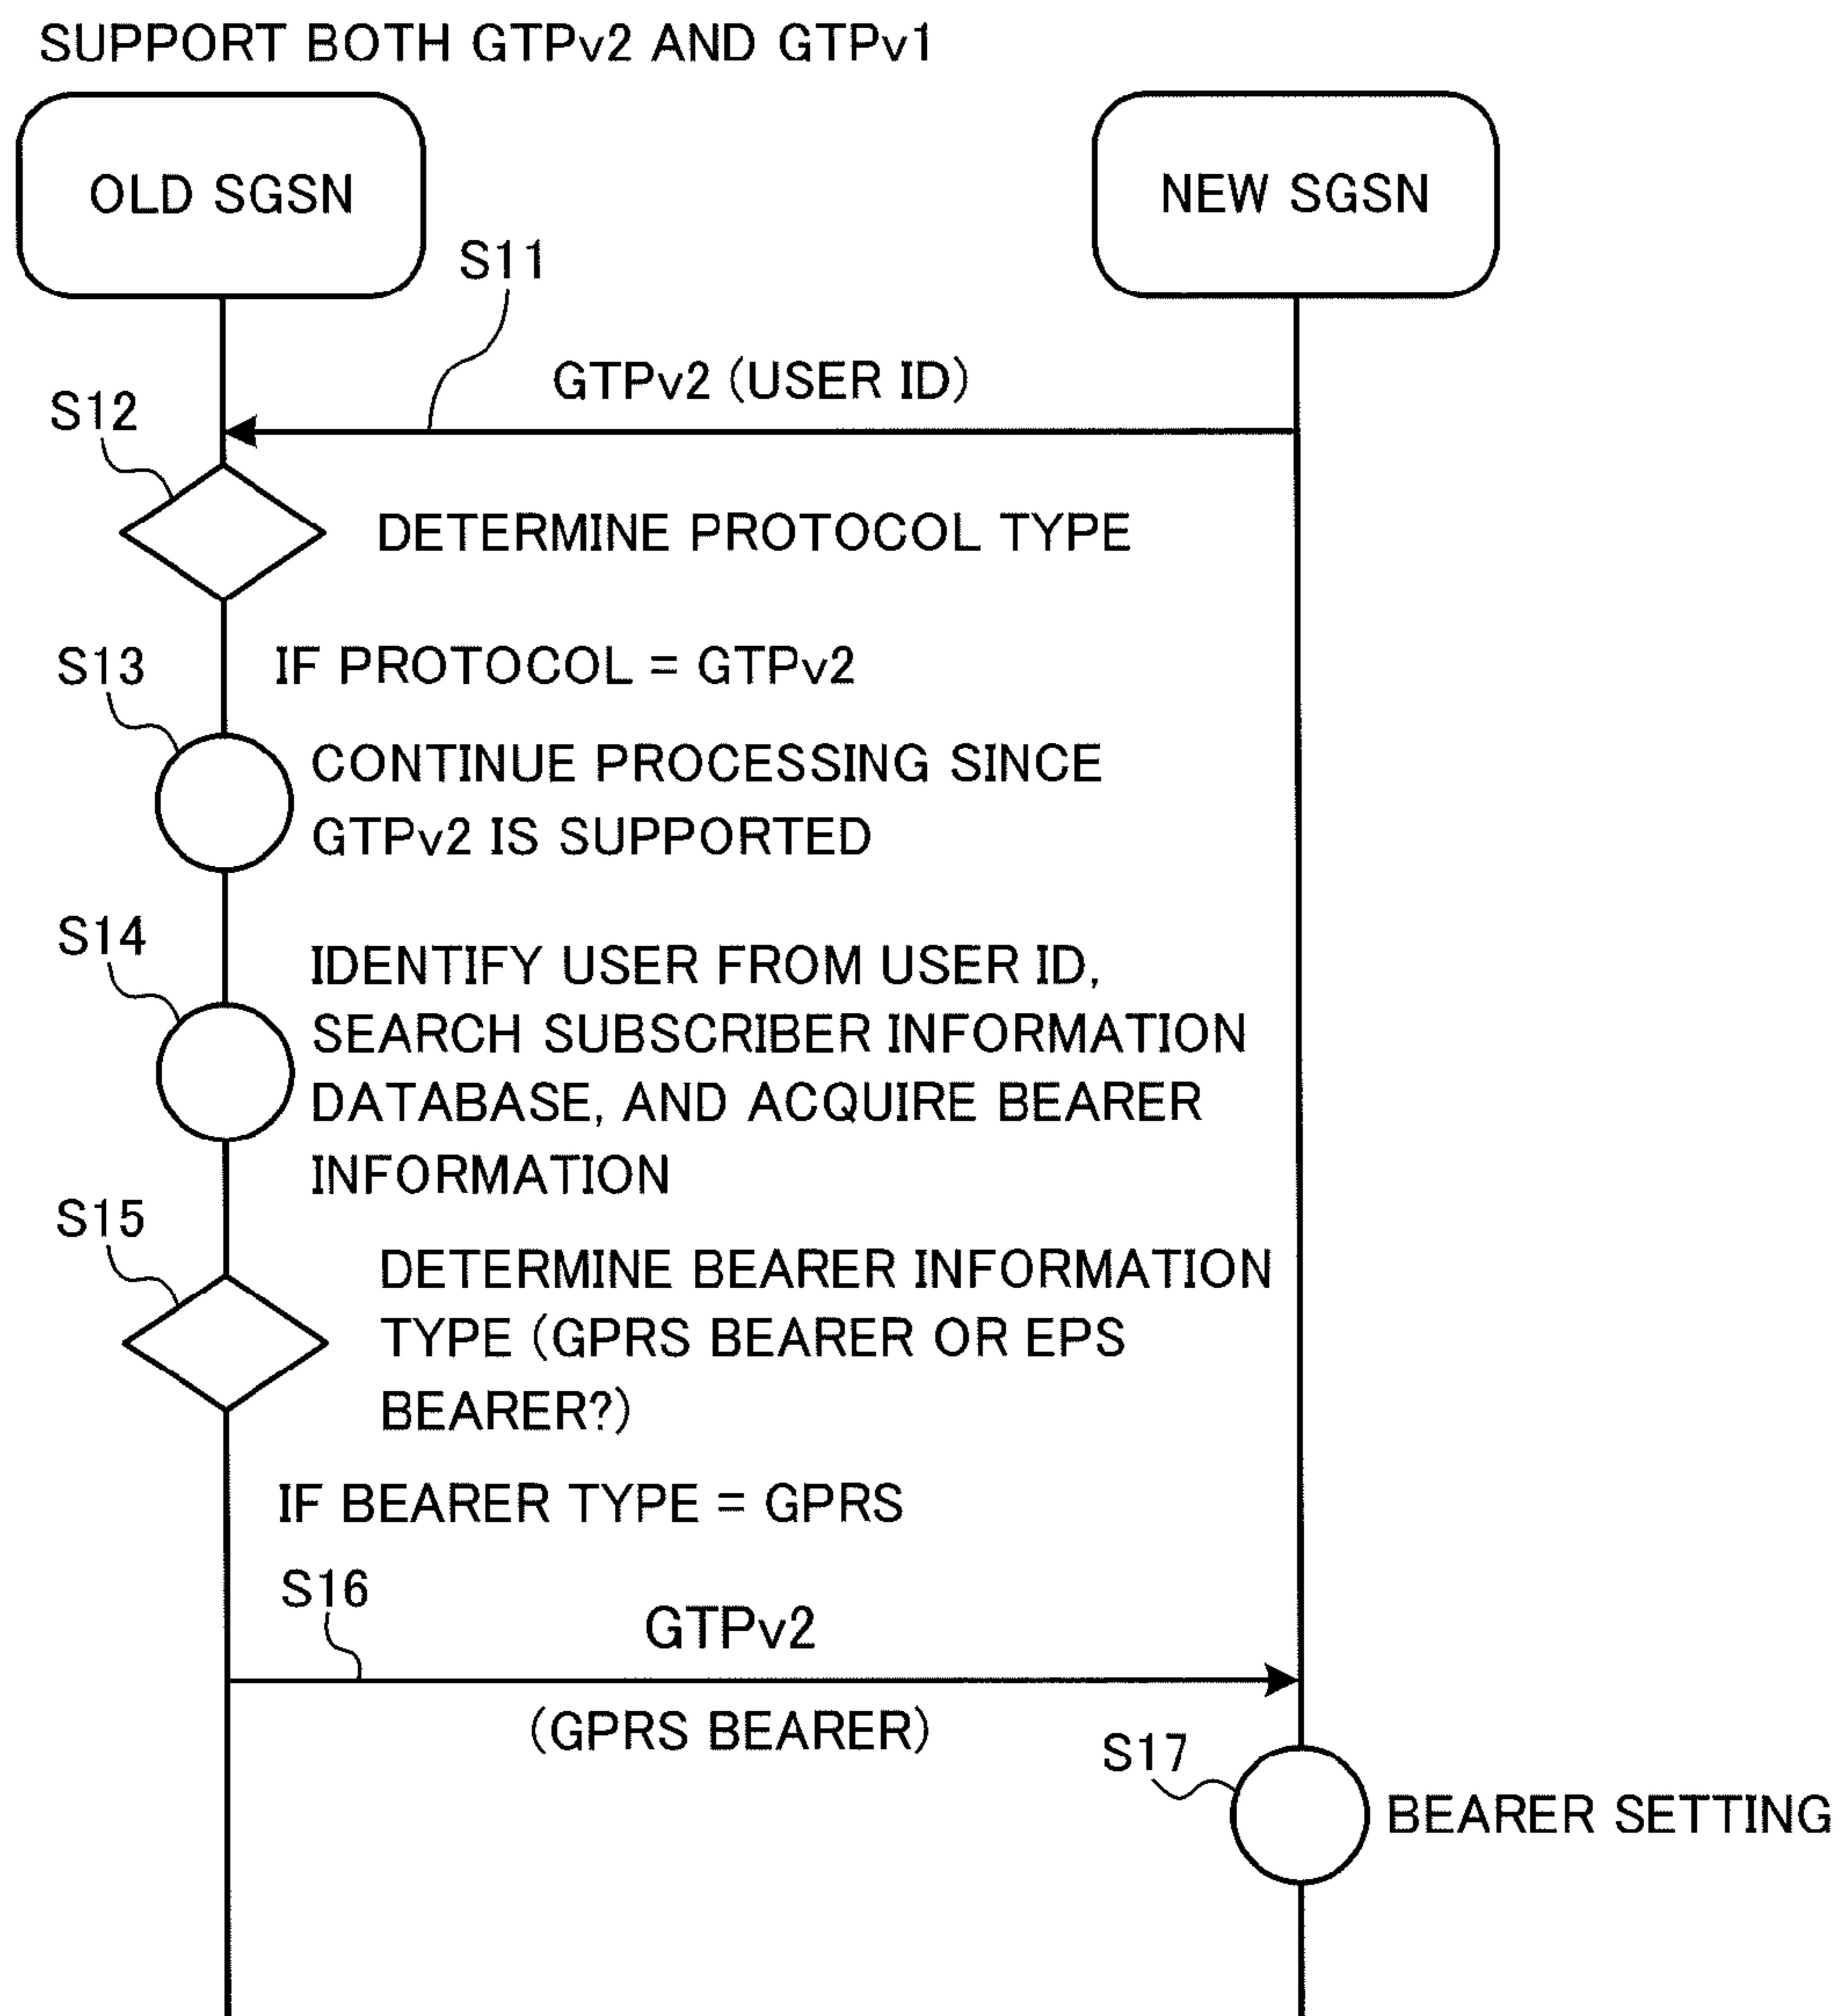 SUPPORT BOTH GTPv2 AND GTPv1
OLD SGSN
NEW SGSN
S11
GTPv2 (USER ID)
S12
DETERMINE PROTOCOL TYPE
S13
IF PROTOCOL = GTPv2
CONTINUE PROCESSING SINCE
GTPv2 IS SUPPORTED
S14
IDENTIFY USER FROM USER ID,
SEARCH SUBSCRIBER INFORMATION
DATABASE, AND ACQUIRE BEARER
INFORMATION
S15
DETERMINE BEARER INFORMATION
TYPE (GPRS BEARER OR EPS
BEARER?)
IF BEARER TYPE = GPRS
S16
GTPv2
(GPRS BEARER)
S17
BEARER SETTING